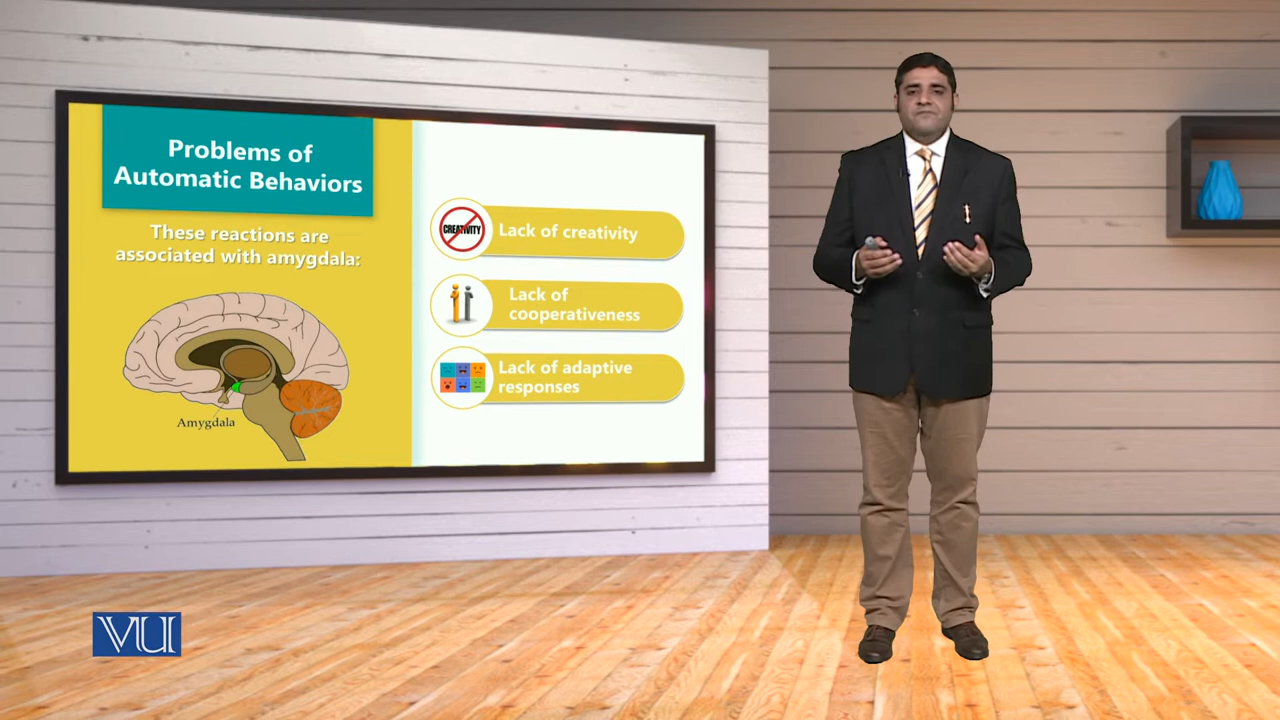 Problems of
Automatic Behaviors
These reactions are
associated with amygdala:
Amygdala
CREATIVITY
Lack of creativity
Lack of
cooperativeness
Lack of adaptive
responses
VU